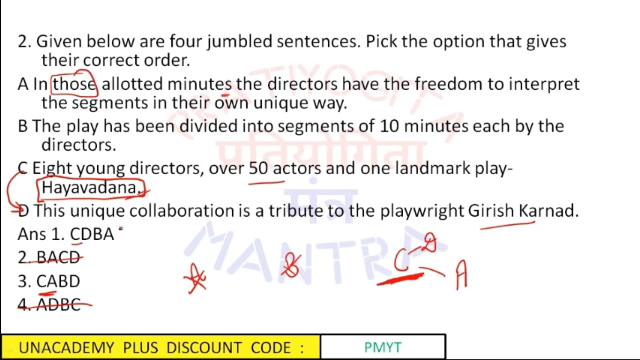 2. Given below are four jumbled sentences. Pick the option that gives
their correct order.
A In those allotted minutes the directors have the freedom to interpret
the segments in their own unique way.
B The play has been divided into segments of 10 minutes each by the
directors.
C Eight young directors, over 50 actors and one landmark play-
Hayavadana.
D This unique collaboration is a tribute to the playwright Girish Karnad.
Ans 1. CDBA
2. BACD
3. CABD
4. ADBC
A B C D A
PRATIYOGITA
प्रतियोगिता
मंत्र
MANTRA
UNACADEMY PLUS DISCOUNT CODE : PMYT